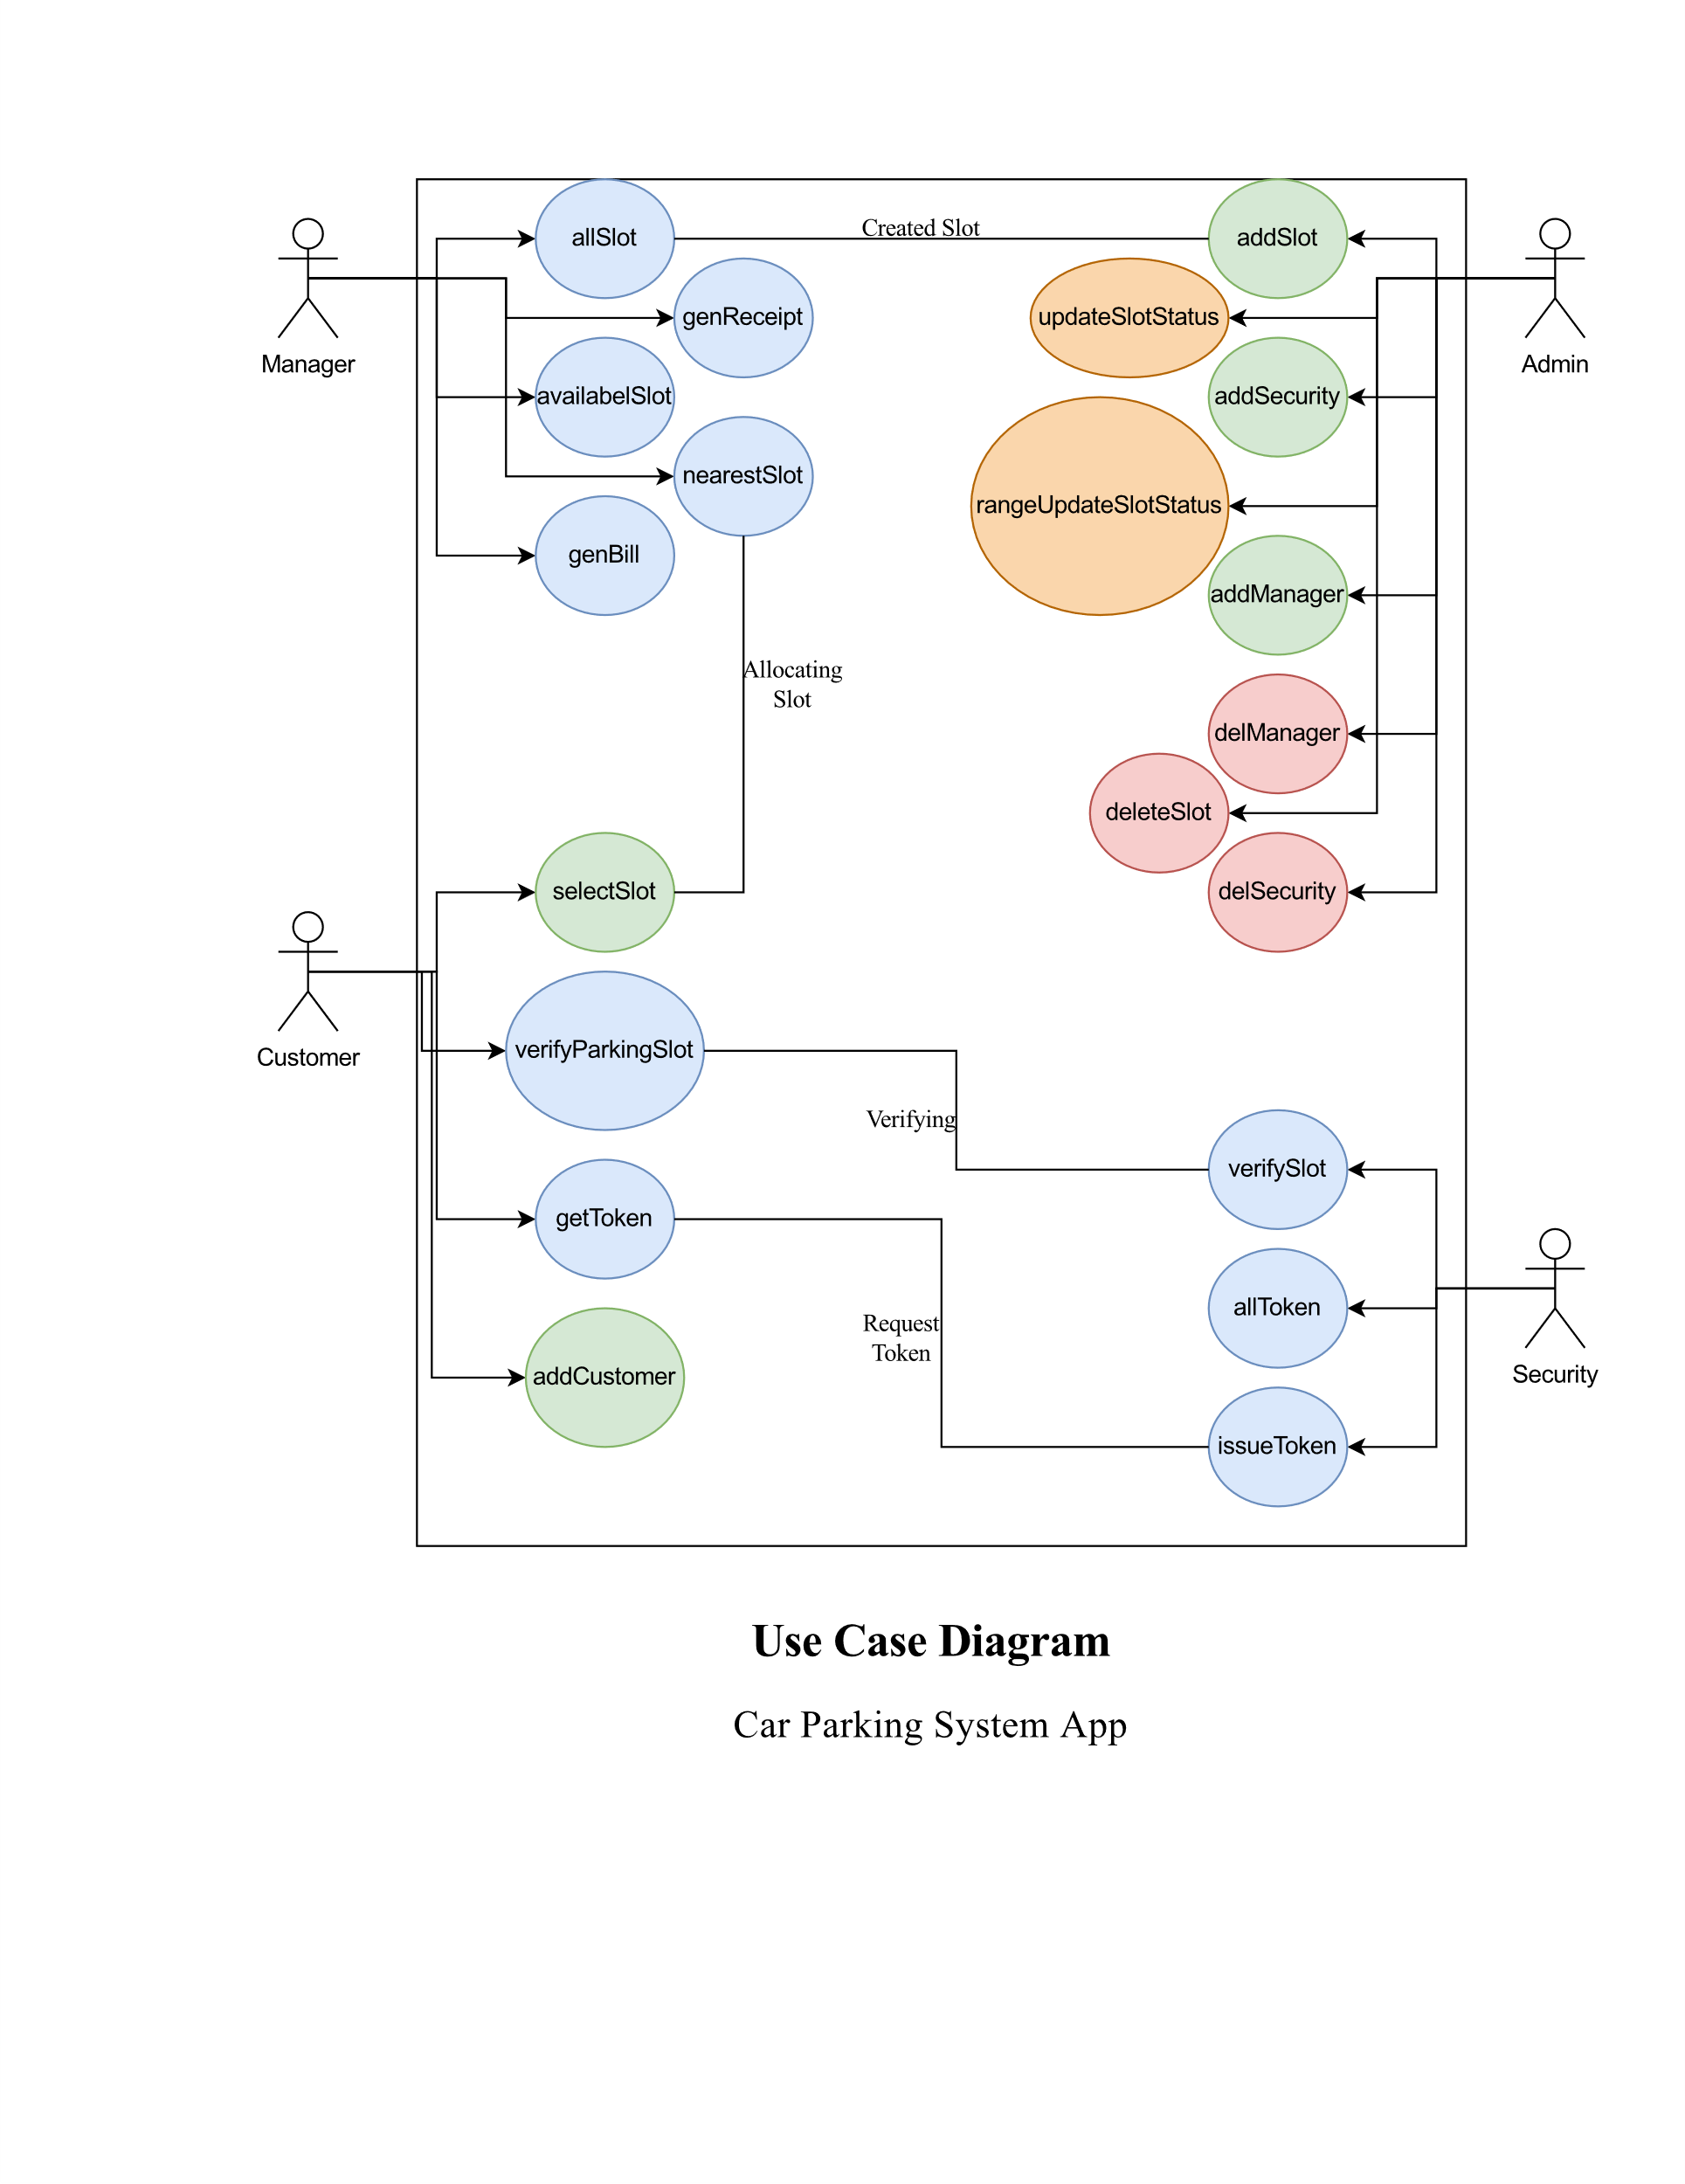 allSlot
Created Slot
addSlot
genReceipt
updateSlotStatus
Manager
Admin
availabelSlot
addSecurity
nearestSlot
rangeUpdateSlotStatus
genBill
addManager
Allocating
Slot
delManager
deleteSlot
selectSlot
delSecurity
Customer
verifyParkingSlot
Verifying
verifySlot
getToken
allToken
Request
Token
addCustomer
Security
issueToken
Use Case Diagram
Car Parking System App